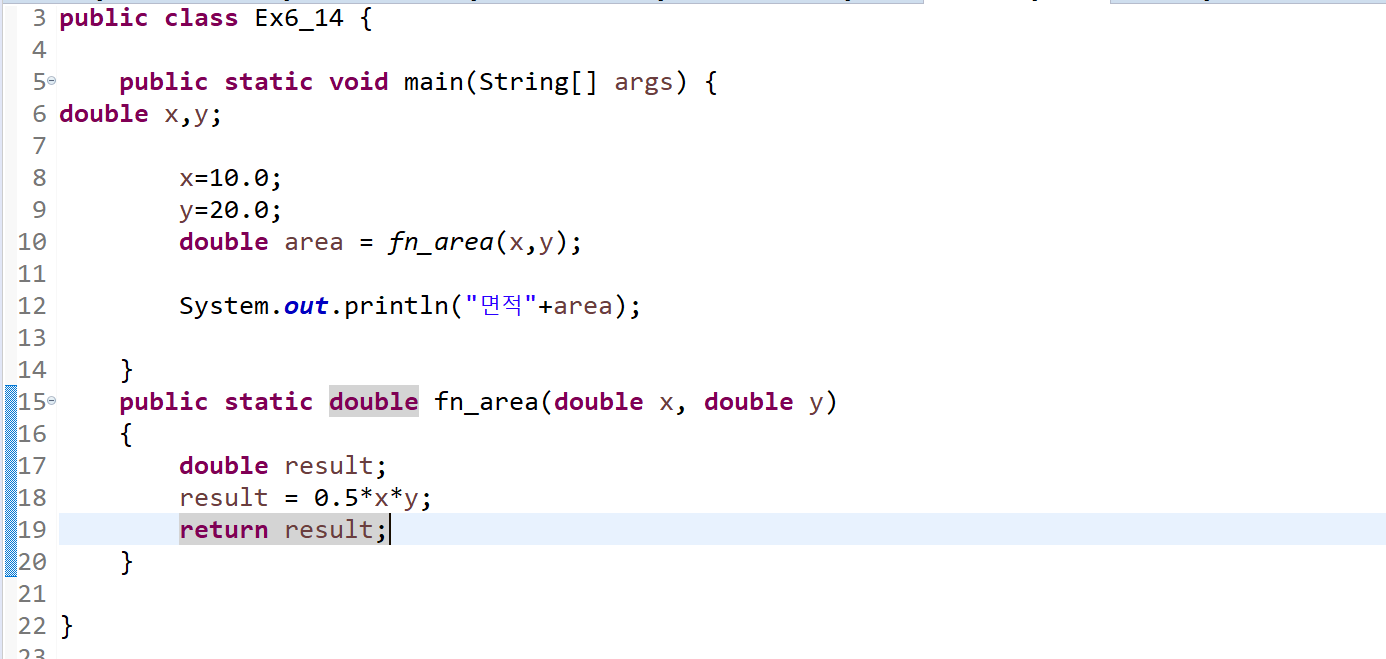 3 public class Ex6_14 {
4
5 public static void main(String[] args) {
6 double x,y;
7
8 x=10.0;
9 y=20.0;
10 double area = fn_area(x,y);
11
12 System.out.println("면적"+area);
13
14 }
15 public static double fn_area(double x, double y)
16 {
17 double result;
18 result = 0.5*x*y;
19 return result;
20 }
21
22 }
23